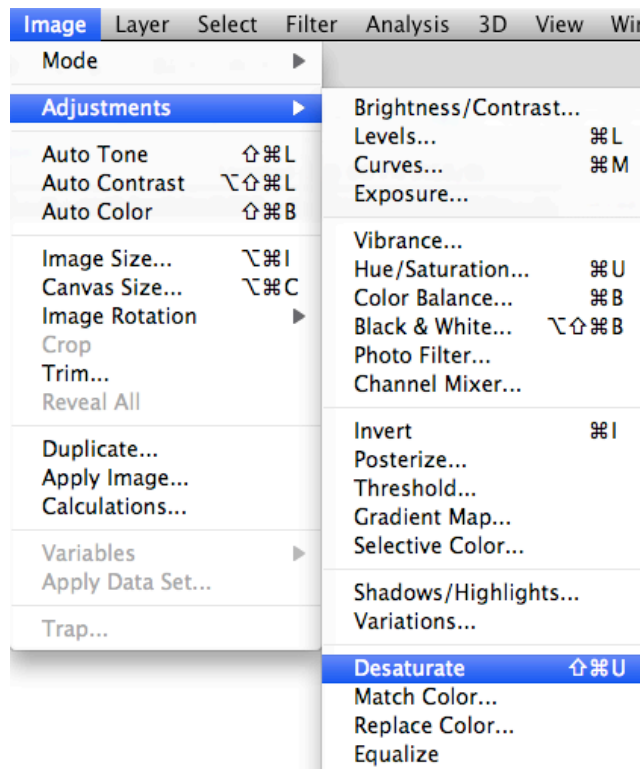 Image Layer Select Filter Analysis 3D View
Mode ▶
Adjustments ▶
Auto Tone ⇧⌘L
Auto Contrast ⌥⇧⌘L
Auto Color ⇧⌘B
Image Size... ⌥⌘I
Canvas Size... ⌥⌘C
Image Rotation ▶
Crop
Trim...
Reveal All
Duplicate...
Apply Image...
Calculations...
Variables ▶
Apply Data Set...
Trap...
Brightness/Contrast...
Levels... ⌘L
Curves... ⌘M
Exposure...
Vibrance...
Hue/Saturation... ⌘U
Color Balance... ⌘B
Black & White... ⌥⇧⌘B
Photo Filter...
Channel Mixer...
Invert ⌘I
Posterize...
Threshold...
Gradient Map...
Selective Color...
Shadows/Highlights...
Variations...
Desaturate ⇧⌘U
Match Color...
Replace Color...
Equalize